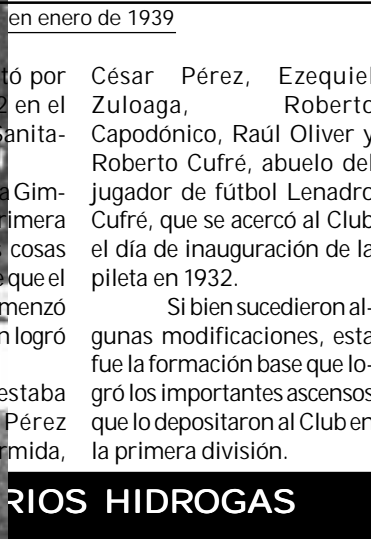 en enero de 1939
tó por
2 en el
Sanita-
a Gim-
rimera
s cosas
e que el
menzó
n logró
estaba
Pérez
rmida,
César Pérez, Ezequiel
Zuloaga, Roberto
Capodónico, Raúl Oliver y
Roberto Cufré, abuelo del
jugador de fútbol Lenadro
Cufré, que se acercó al Club
el día de inauguración de la
pileta en 1932.
Si bien sucedieron al-
gunas modificaciones, esta
fue la formación base que lo-
gró los importantes ascensos
que lo depositaron al Club en
la primera división.
RIOS HIDROGAS